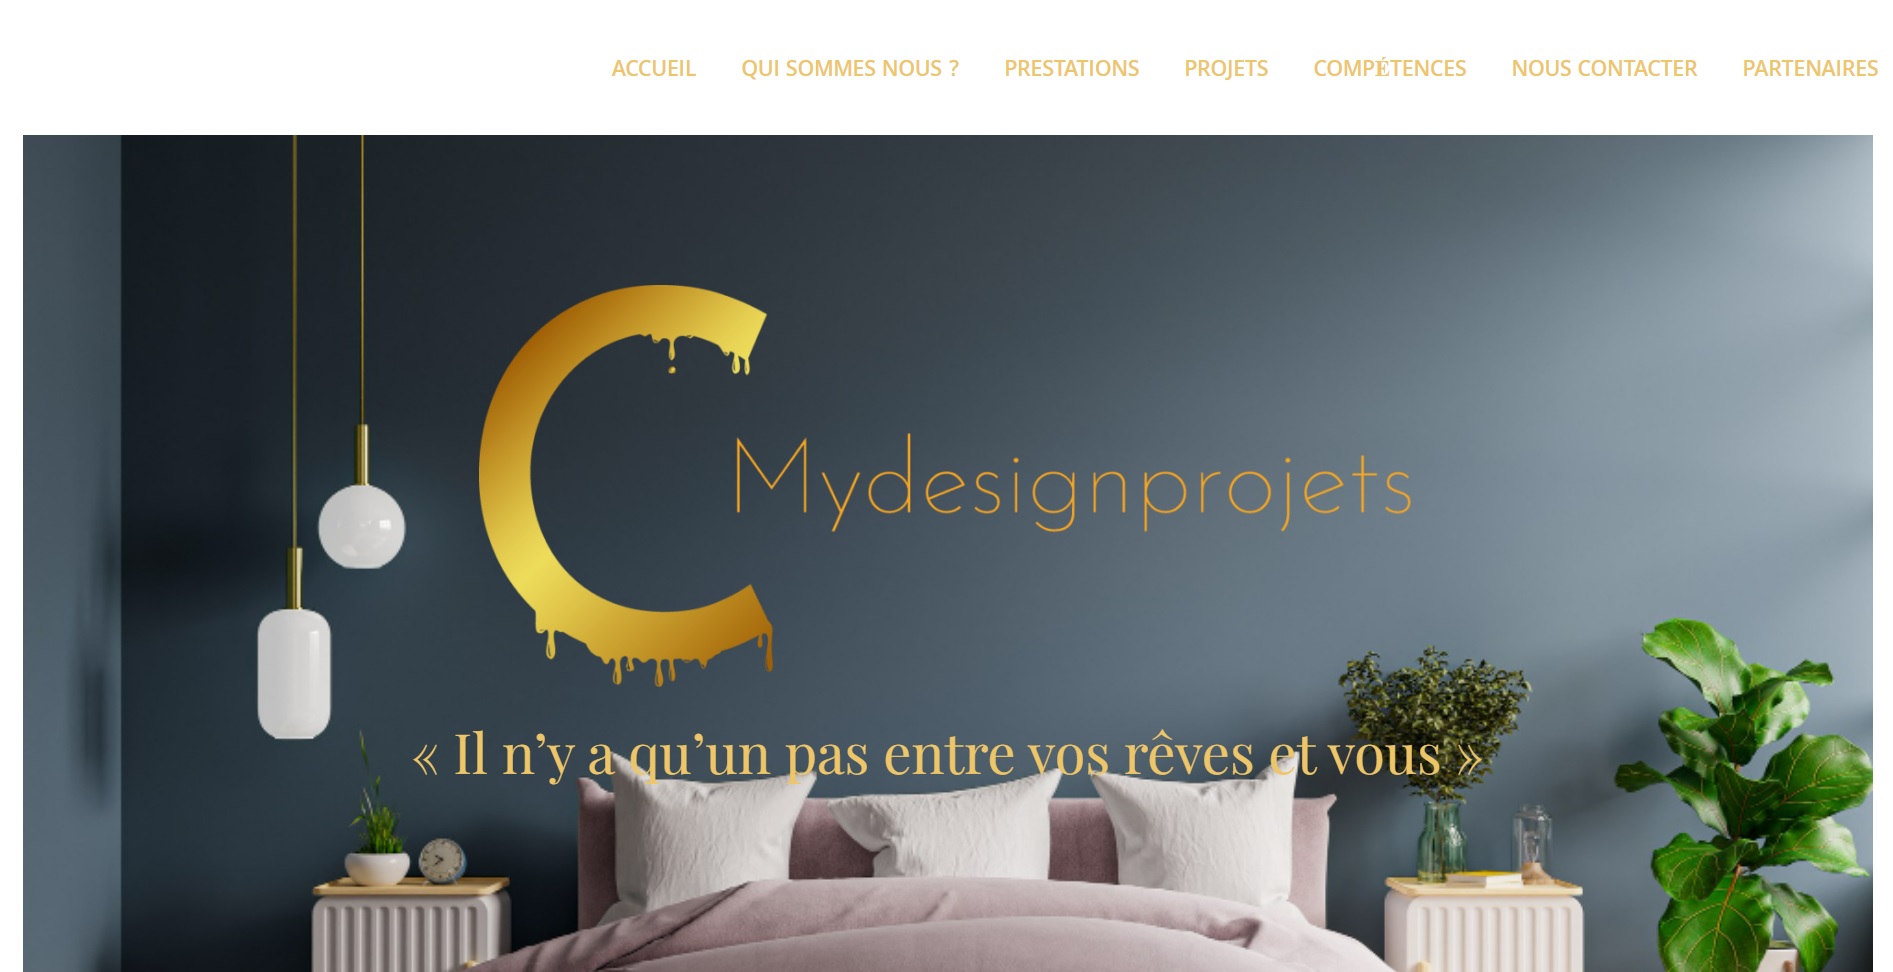 ACCUEIL QUI SOMMES NOUS ? PRESTATIONS PROJETS COMPÉTENCES NOUS CONTACTER PARTENAIRES
C Mydesignprojets
« Il n’y a qu’un pas entre vos rêves et vous »